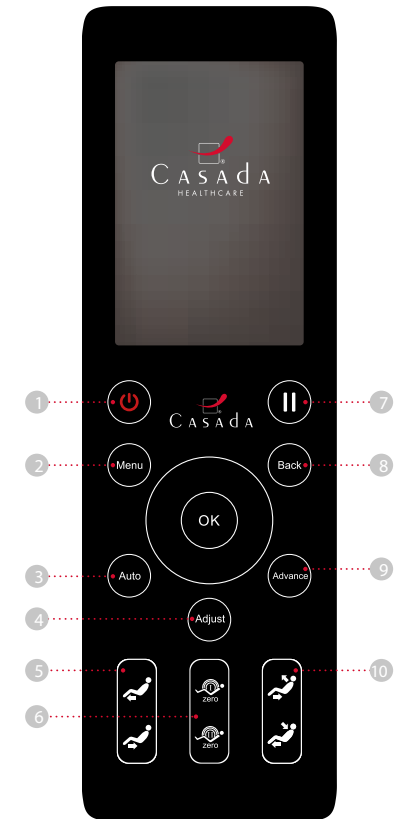 CASAdA
HEALTHCARE
1
7
CASAdA
2
Menu
Back
8
OK
3
Auto
Advance
9
4
Adjust
5
10
6
zero
zero